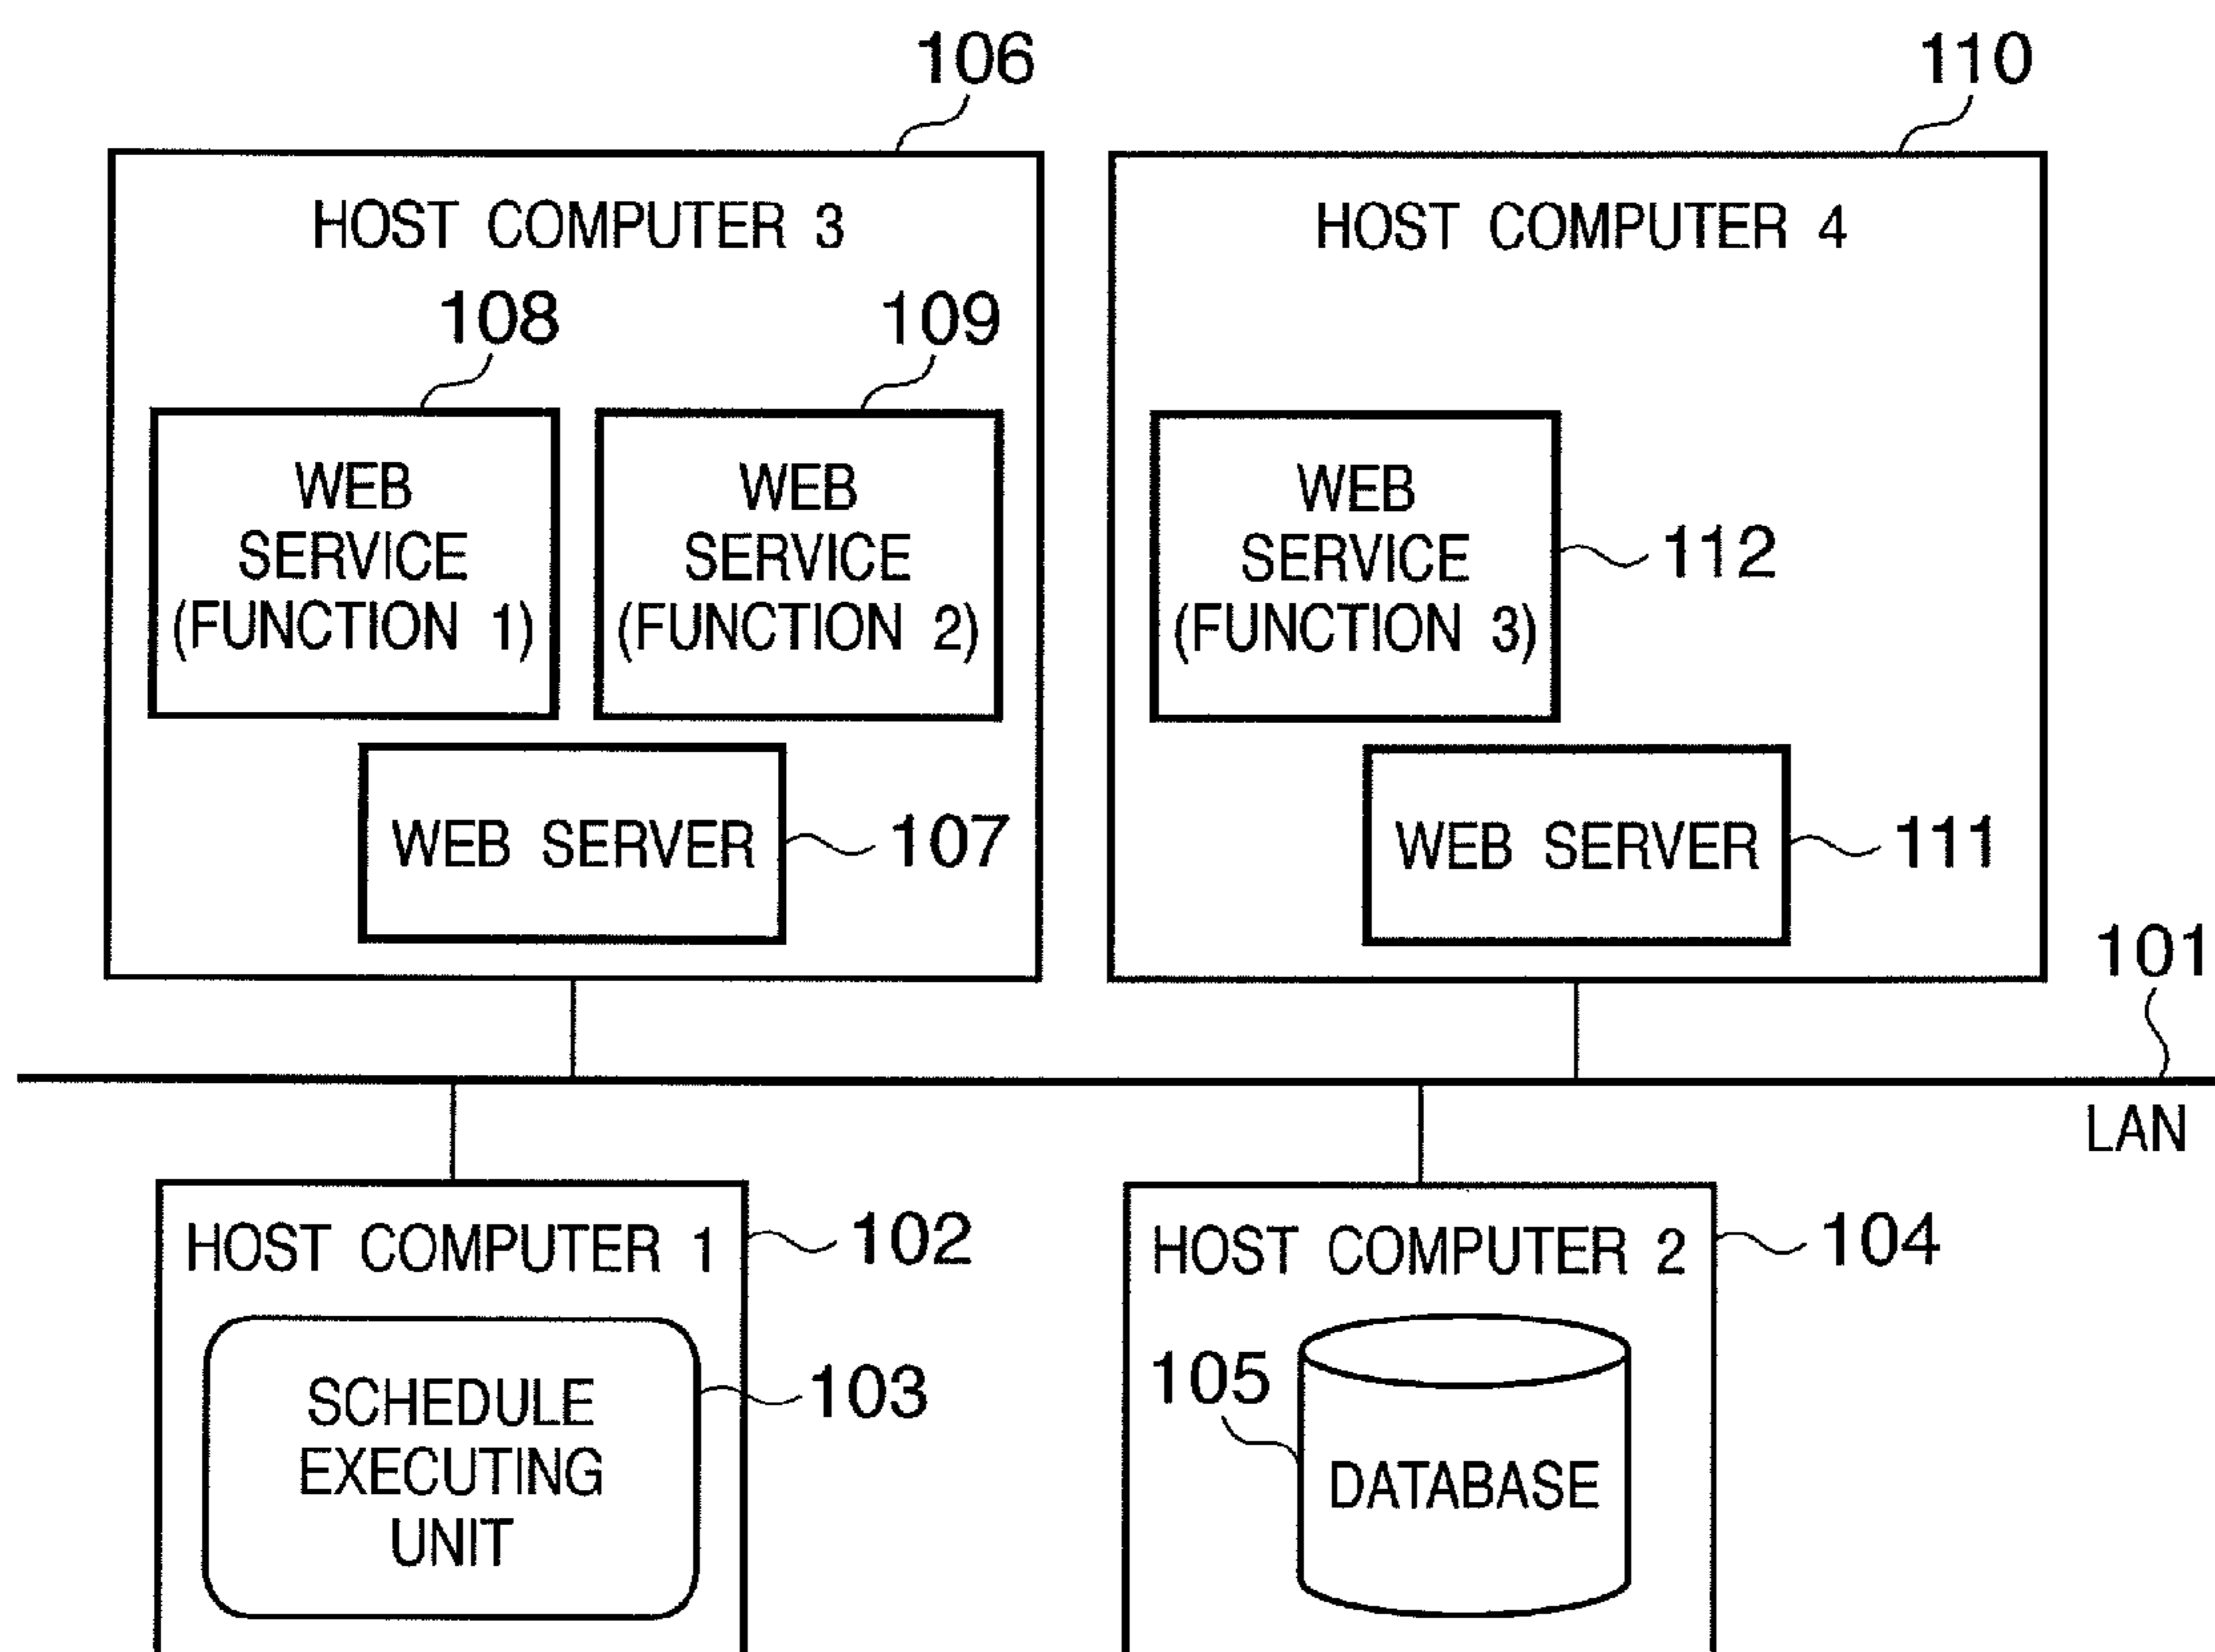 106
110
HOST COMPUTER 3
HOST COMPUTER 4
108
109
WEB
SERVICE
(FUNCTION 1)
WEB
SERVICE
(FUNCTION 2)
WEB
SERVICE
(FUNCTION 3)
112
WEB SERVER
107
WEB SERVER
111
101
LAN
HOST COMPUTER 1
102
HOST COMPUTER 2
104
SCHEDULE
EXECUTING
UNIT
103
105
DATABASE